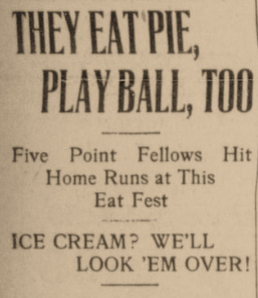 THEY EAT PIE,
PLAY BALL, TOO
Five Point Fellows Hit
Home Runs at This
Eat Fest
ICE CREAM? WE'LL
LOOK 'EM OVER!